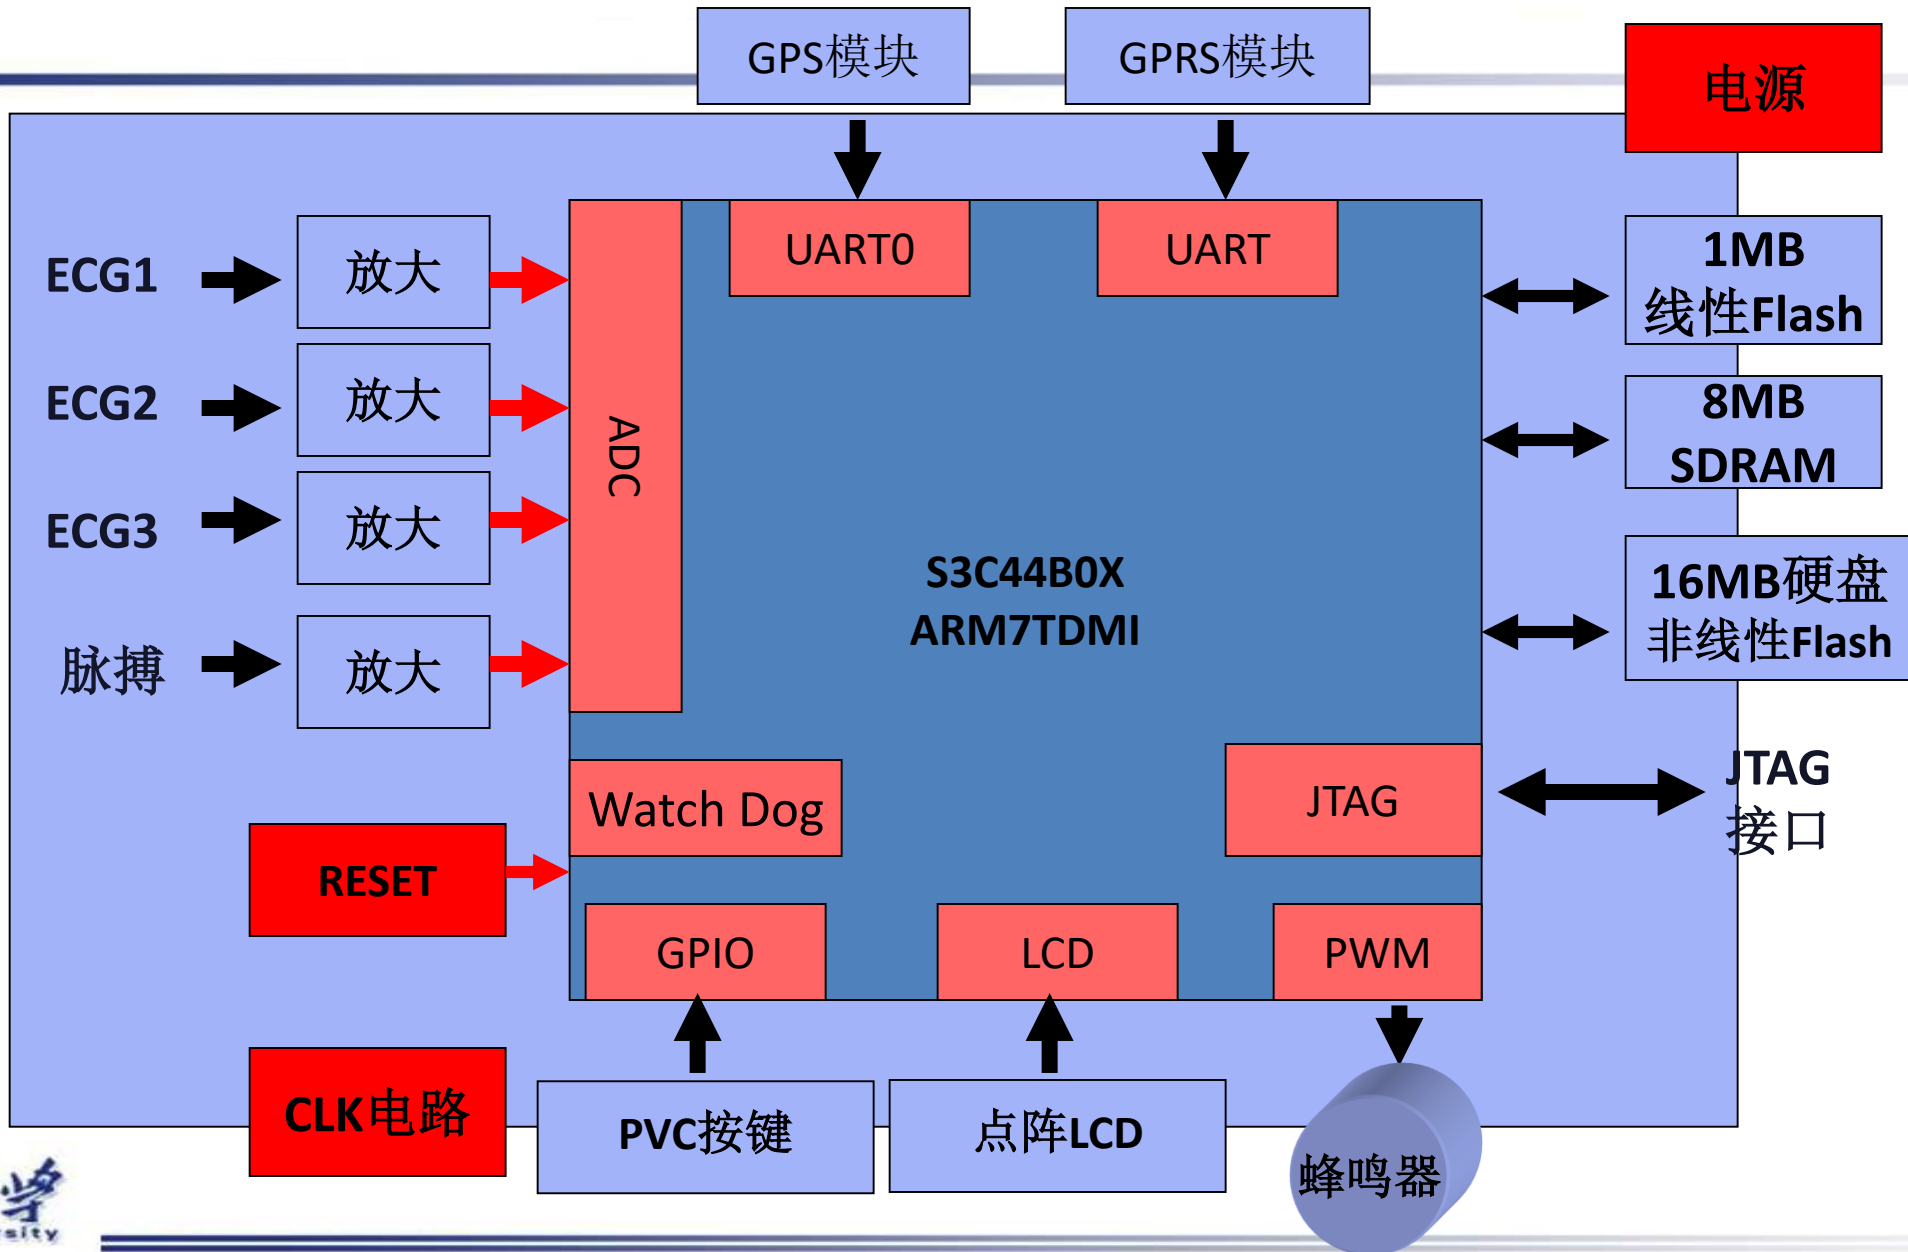 GPS模块
GPRS模块
电源
ECG1
放大
UART0
UART
1MB
线性Flash
ECG2
放大
ADC
8MB
SDRAM
ECG3
放大
S3C44B0X
ARM7TDMI
16MB硬盘
非线性Flash
脉搏
放大
Watch Dog
JTAG
JTAG
接口
RESET
GPIO
LCD
PWM
CLK电路
PVC按键
点阵LCD
蜂鸣器
学
sity